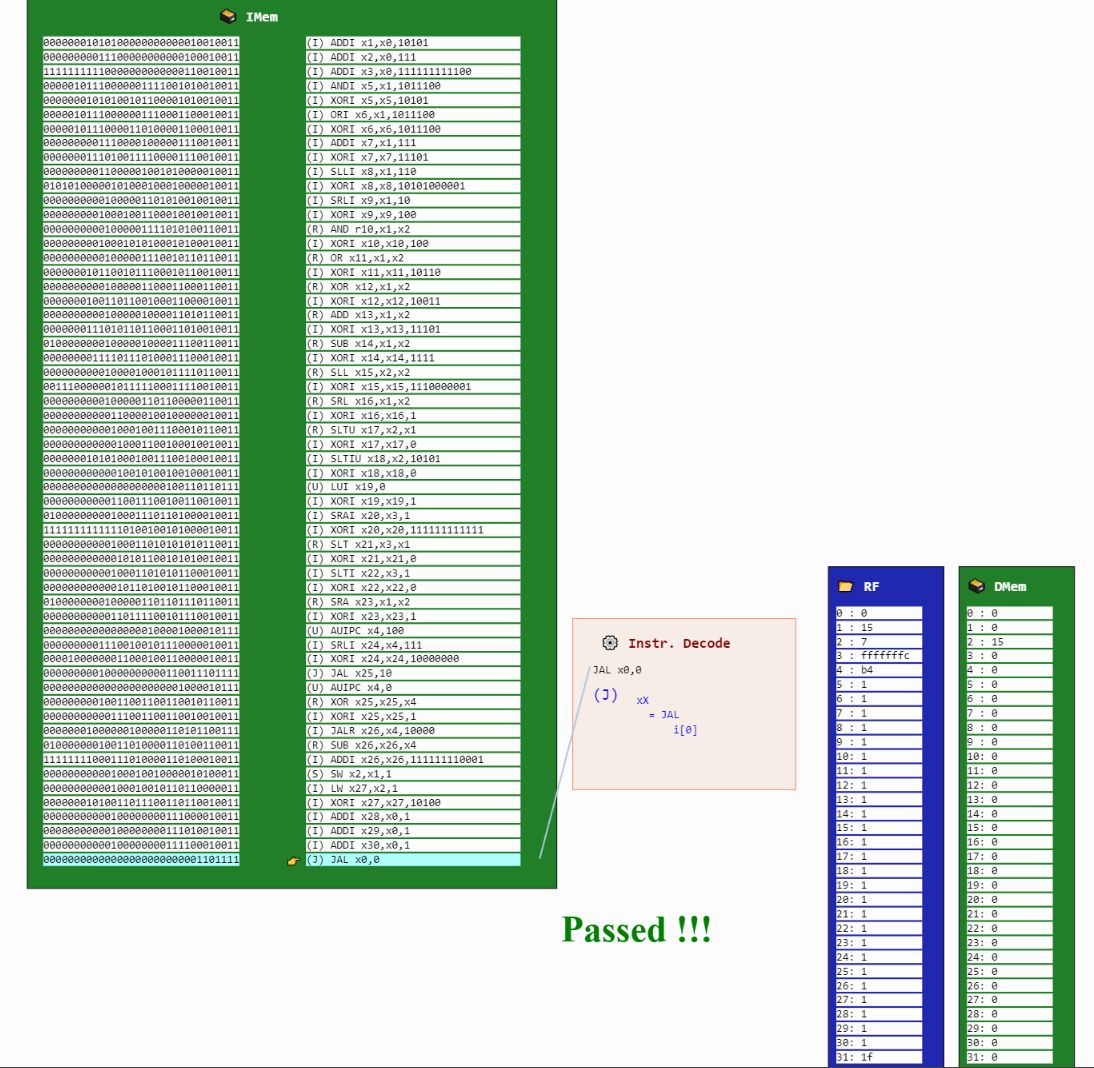 IMem
00000001010100000000000010010011 (I) ADDI x1,x0,10101
00000000011100000000000100010011 (I) ADDI x2,x0,111
11111111110000000000000110010011 (I) ADDI x3,x0,111111111100
00000101110000001111001010010011 (I) ANDI x5,x1,1011100
00000001010100101100001010010011 (I) XORI x5,x5,10101
00000101110000001110001100010011 (I) ORI x6,x1,1011100
00000101110000110100001100010011 (I) XORI x6,x6,1011100
00000000011100001000001110010011 (I) ADDI x7,x1,111
00000001110100111100001110010011 (I) XORI x7,x7,11101
00000000011000001001010000010011 (I) SLLI x8,x1,110
01010100000101000100010000010011 (I) XORI x8,x8,10101000001
00000000001000001101010010010011 (I) SRLI x9,x1,10
00000000010001001100010010010011 (I) XORI x9,x9,100
00000000001000001111010100110011 (R) AND r10,x1,x2
00000000010001010100010100010011 (I) XORI x10,x10,100
00000000001000001110010110110011 (R) OR x11,x1,x2
00000001011001011100010110010011 (I) XORI x11,x11,10110
00000000001000001100011000110011 (R) XOR x12,x1,x2
00000001001101100100011000010011 (I) XORI x12,x12,10011
00000000001000001000011010110011 (R) ADD x13,x1,x2
00000001110101101100011010010011 (I) XORI x13,x13,11101
01000000001000001000011100110011 (R) SUB x14,x1,x2
00000000111101110100011100010011 (I) XORI x14,x14,1111
00000000001000010001011110110011 (R) SLL x15,x2,x2
00111000000101111100011110010011 (I) XORI x15,x15,1110000001
00000000001000001101100000110011 (R) SRL x16,x1,x2
00000000000110000100100000010011 (I) XORI x16,x16,1
00000000000100010011100010110011 (R) SLTU x17,x2,x1
00000000000010001100100010010011 (I) XORI x17,x17,0
00000001010100010011100100010011 (I) SLTIU x18,x2,10101
00000000000010010100100100010011 (I) XORI x18,x18,0
00000000000000000000100110110111 (U) LUI x19,0
00000000000110011100100110010011 (I) XORI x19,x19,1
01000000000100011101101000010011 (I) SRAI x20,x3,1
11111111111110100100101000010011 (I) XORI x20,x20,111111111111
00000000000100011010101010110011 (R) SLT x21,x3,x1
00000000000010101100101010010011 (I) XORI x21,x21,0
00000000000100011010101100010011 (I) SLTI x22,x3,1
00000000000010110100101100010011 (I) XORI x22,x22,0
01000000001000001101101110110011 (R) SRA x23,x1,x2
00000000000110111100101110010011 (I) XORI x23,x23,1
00000000000000000100001000010111 (U) AUIPC x4,100
00000000011100100101110000010011 (I) SRLI x24,x4,111
00001000000011000100110000010011 (I) XORI x24,x24,10000000
00000000010000000000110011101111 (J) JAL x25,10
00000000000000000000001000010111 (U) AUIPC x4,0
00000000010011001100110010110011 (R) XOR x25,x25,x4
00000000000111001100110010010011 (I) XORI x25,x25,1
00000001000000100000110101100111 (I) JALR x26,x4,10000
01000000010011010000110100110011 (R) SUB x26,x26,x4
11111111000111010000110100010011 (I) ADDI x26,x26,111111110001
00000000000100010010000010100011 (S) SW x2,x1,1
00000000000100010010110110000011 (I) LW x27,x2,1
00000001010011011100110110010011 (I) XORI x27,x27,10100
00000000000100000000111000010011 (I) ADDI x28,x0,1
00000000000100000000111010010011 (I) ADDI x29,x0,1
00000000000100000000111100010011 (I) ADDI x30,x0,1
00000000000000000000000001101111 (J) JAL x0,0
Instr. Decode
JAL x0,0
(J) xX
= JAL
i[0]
Passed !!!
RF
0 : 0
1 : 15
2 : 7
3 : fffffffc
4 : b4
5 : 1
6 : 1
7 : 1
8 : 1
9 : 1
10: 1
11: 1
12: 1
13: 1
14: 1
15: 1
16: 1
17: 1
18: 1
19: 1
20: 1
21: 1
22: 1
23: 1
24: 1
25: 1
26: 1
27: 1
28: 1
29: 1
30: 1
31: 1f
DMem
0 : 0
1 : 0
2 : 15
3 : 0
4 : 0
5 : 0
6 : 0
7 : 0
8 : 0
9 : 0
10: 0
11: 0
12: 0
13: 0
14: 0
15: 0
16: 0
17: 0
18: 0
19: 0
20: 0
21: 0
22: 0
23: 0
24: 0
25: 0
26: 0
27: 0
28: 0
29: 0
30: 0
31: 0